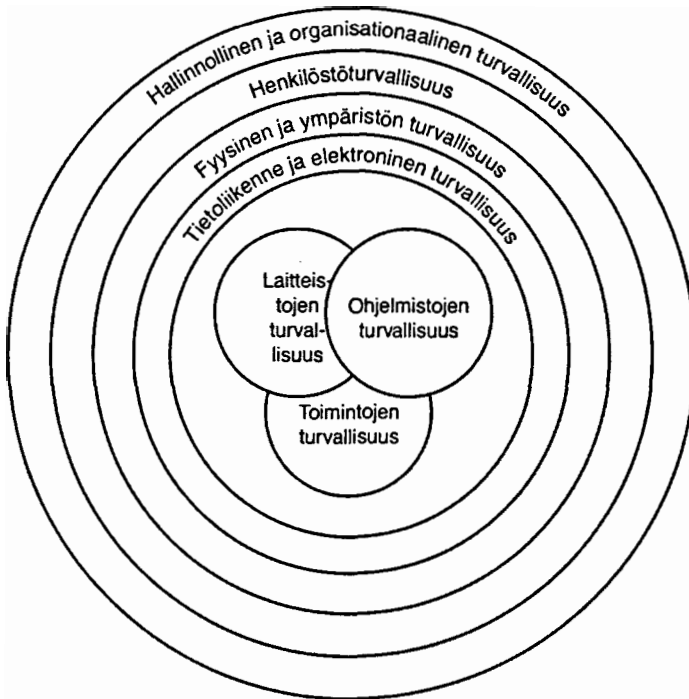 Hallinnollinen ja organisationaalinen turvallisuus
Henkilöstöturvallisuus
Fyysinen ja ympäristön turvallisuus
Tietoliikenne ja elektroninen turvallisuus
Laitteis-
tojen
turval-
lisuus
Ohjelmistojen
turvallisuus
Toimintojen
turvallisuus